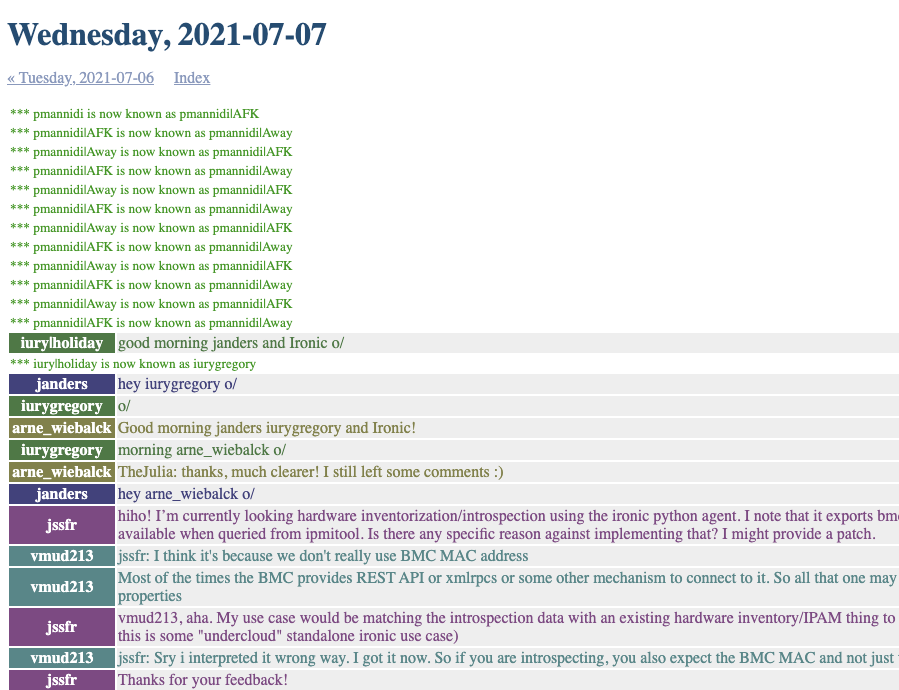 Wednesday, 2021-07-07
« Tuesday, 2021-07-06 Index
*** pmannidi is now known as pmannidi|AFK
*** pmannidi|AFK is now known as pmannidi|Away
*** pmannidi|Away is now known as pmannidi|AFK
*** pmannidi|AFK is now known as pmannidi|Away
*** pmannidi|Away is now known as pmannidi|AFK
*** pmannidi|AFK is now known as pmannidi|Away
*** pmannidi|Away is now known as pmannidi|AFK
*** pmannidi|AFK is now known as pmannidi|Away
*** pmannidi|Away is now known as pmannidi|AFK
*** pmannidi|AFK is now known as pmannidi|Away
*** pmannidi|Away is now known as pmannidi|AFK
*** pmannidi|AFK is now known as pmannidi|Away
iury|holiday good morning janders and Ironic o/
*** iury|holiday is now known as iurygregory
janders hey iurygregory o/
iurygregory o/
arne_wiebalck Good morning janders iurygregory and Ironic!
iurygregory morning arne_wiebalck o/
arne_wiebalck TheJulia: thanks, much clearer! I still left some comments :)
janders hey arne_wiebalck o/
jssfr hiho! I’m currently looking hardware inventorization/introspection using the ironic python agent. I note that it exports
available when queried from ipmitool. Is there any specific reason against implementing that? I might provide a patch.
vmud213 jssfr: I think it's because we don't really use BMC MAC address
vmud213 Most of the times the BMC provides REST API or xmlrpcs or some other mechanism to connect to it. So all that one may
properties
jssfr vmud213, aha. My use case would be matching the introspection data with an existing hardware inventory/IPAM thing to
this is some "undercloud" standalone ironic use case)
vmud213 jssfr: Sry i interpreted it wrong way. I got it now. So if you are introspecting, you also expect the BMC MAC and not just
jssfr Thanks for your feedback!